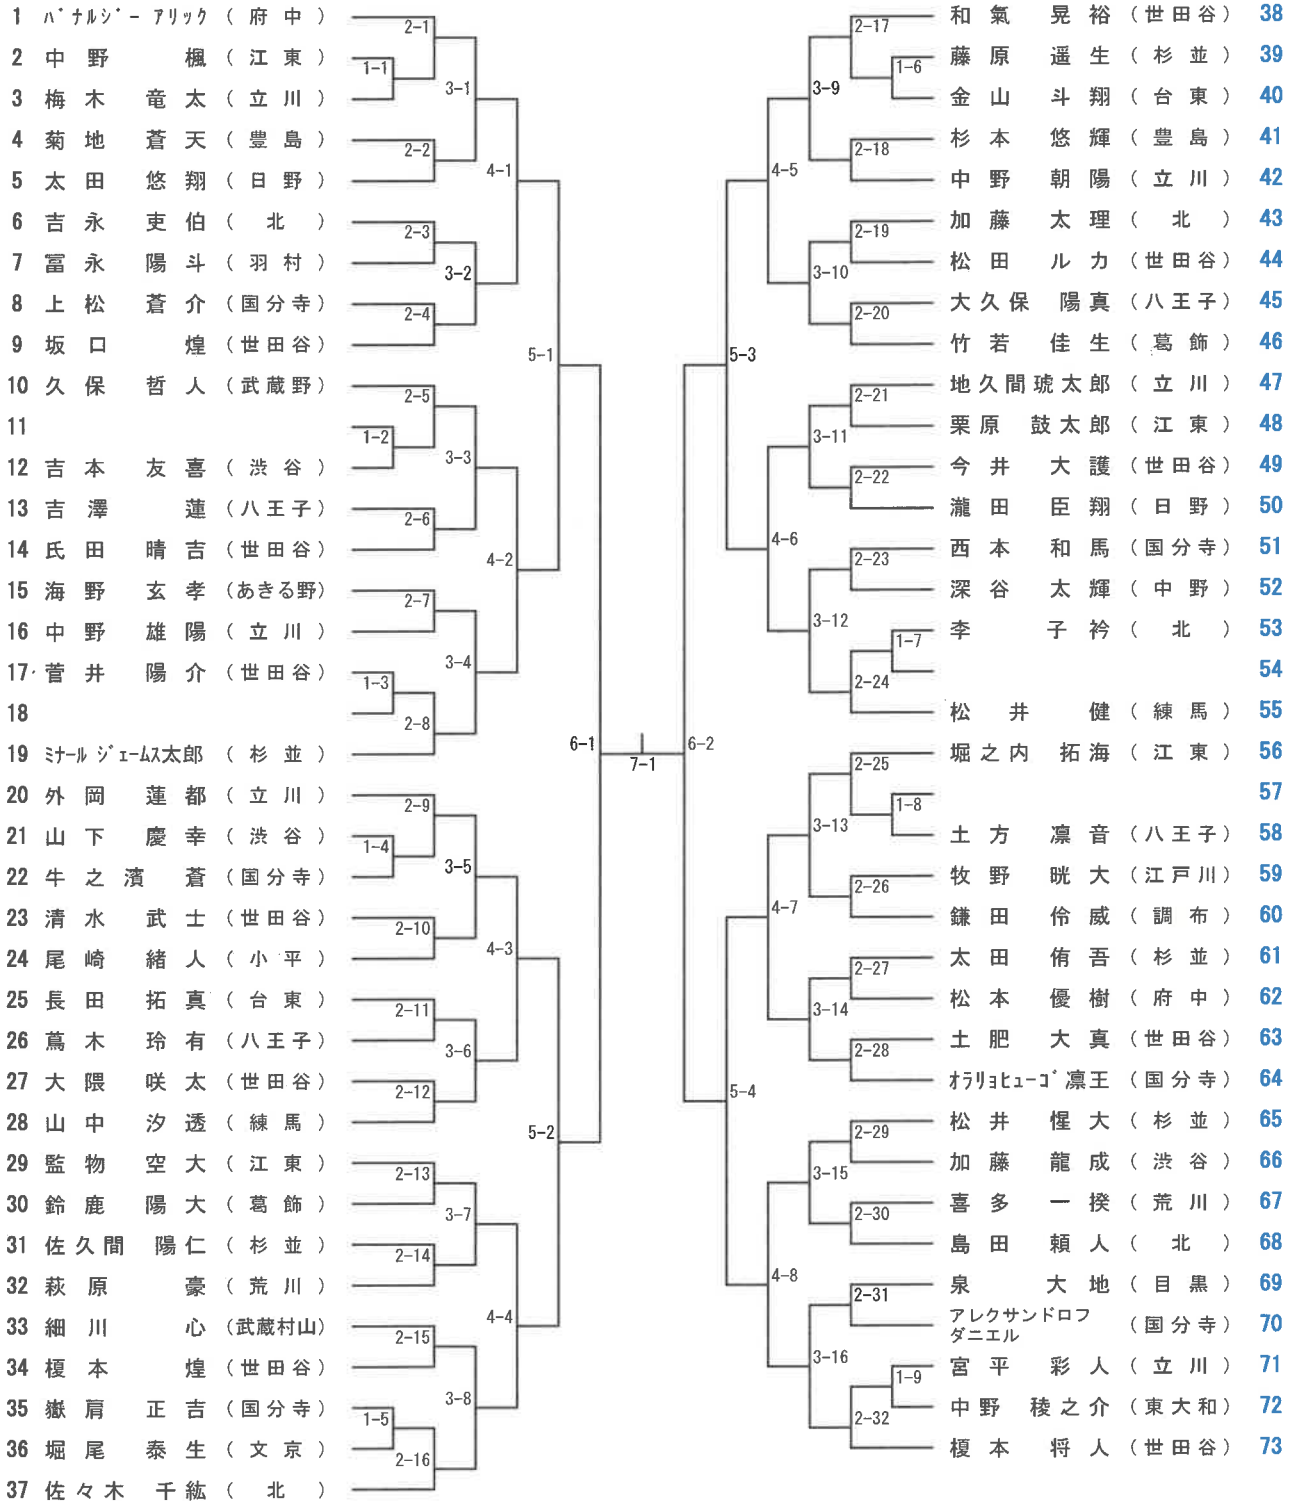 1 バナルジー アリック (府中)
2 中野 楓 (江東)
3 梅木 竜太 (立川)
4 菊地 蒼天 (豊島)
5 太田 悠翔 (日野)
6 吉永 吏伯 (北)
7 冨永 陽斗 (羽村)
8 上松 蒼介 (国分寺)
9 坂口 煌 (世田谷)
10 久保 哲人 (武蔵野)
11
12 吉本 友喜 (渋谷)
13 吉澤 蓮 (八王子)
14 氏田 晴吉 (世田谷)
15 海野 玄孝 (あきる野)
16 中野 雄陽 (立川)
17 菅井 陽介 (世田谷)
18
19 ミナール ジェームス太郎 (杉並)
20 外岡 蓮都 (立川)
21 山下 慶幸 (渋谷)
22 牛之濱 蒼 (国分寺)
23 清水 武士 (世田谷)
24 尾崎 緒人 (小平)
25 長田 拓真 (台東)
26 蔦木 玲有 (八王子)
27 大隈 咲太 (世田谷)
28 山中 汐透 (練馬)
29 監物 空大 (江東)
30 鈴鹿 陽大 (葛飾)
31 佐久間 陽仁 (杉並)
32 萩原 豪 (荒川)
33 細川 心 (武蔵村山)
34 榎本 煌 (世田谷)
35 嶽肩 正吉 (国分寺)
36 堀尾 泰生 (文京)
37 佐々木 千紘 (北)
1-1
1-2
1-3
1-4
1-5
2-1
2-2
2-3
2-4
2-5
2-6
2-7
2-8
2-9
2-10
2-11
2-12
2-13
2-14
2-15
2-16
3-1
3-2
3-3
3-4
3-5
3-6
3-7
3-8
4-1
4-2
4-3
4-4
5-1
5-2
6-1
7-1
6-2
5-3
5-4
4-5
4-6
4-7
4-8
3-9
3-10
3-11
3-12
3-13
3-14
3-15
3-16
2-17
2-18
2-19
2-20
2-21
2-22
2-23
2-24
2-25
2-26
2-27
2-28
2-29
2-30
2-31
2-32
1-6
1-7
1-8
1-9
和氣 晃裕 (世田谷) 38
藤原 遥生 (杉並) 39
金山 斗翔 (台東) 40
杉本 悠輝 (豊島) 41
中野 朝陽 (立川) 42
加藤 太理 (北) 43
松田 ルカ (世田谷) 44
大久保 陽真 (八王子) 45
竹若 佳生 (葛飾) 46
地久間琥太郎 (立川) 47
栗原 鼓太郎 (江東) 48
今井 大護 (世田谷) 49
瀧田 臣翔 (日野) 50
西本 和馬 (国分寺) 51
深谷 太輝 (中野) 52
李 子衿 (北) 53
54
松井 健 (練馬) 55
堀之内 拓海 (江東) 56
57
土方 凛音 (八王子) 58
牧野 晄大 (江戸川) 59
鎌田 伶威 (調布) 60
太田 侑吾 (杉並) 61
松本 優樹 (府中) 62
土肥 大真 (世田谷) 63
オラリョヒューゴ 凛王 (国分寺) 64
松井 惺大 (杉並) 65
加藤 龍成 (渋谷) 66
喜多 一揆 (荒川) 67
島田 頼人 (北) 68
泉 大地 (目黒) 69
アレクサンドロフ
ダニエル (国分寺) 70
宮平 彩人 (立川) 71
中野 稜之介 (東大和) 72
榎本 将人 (世田谷) 73